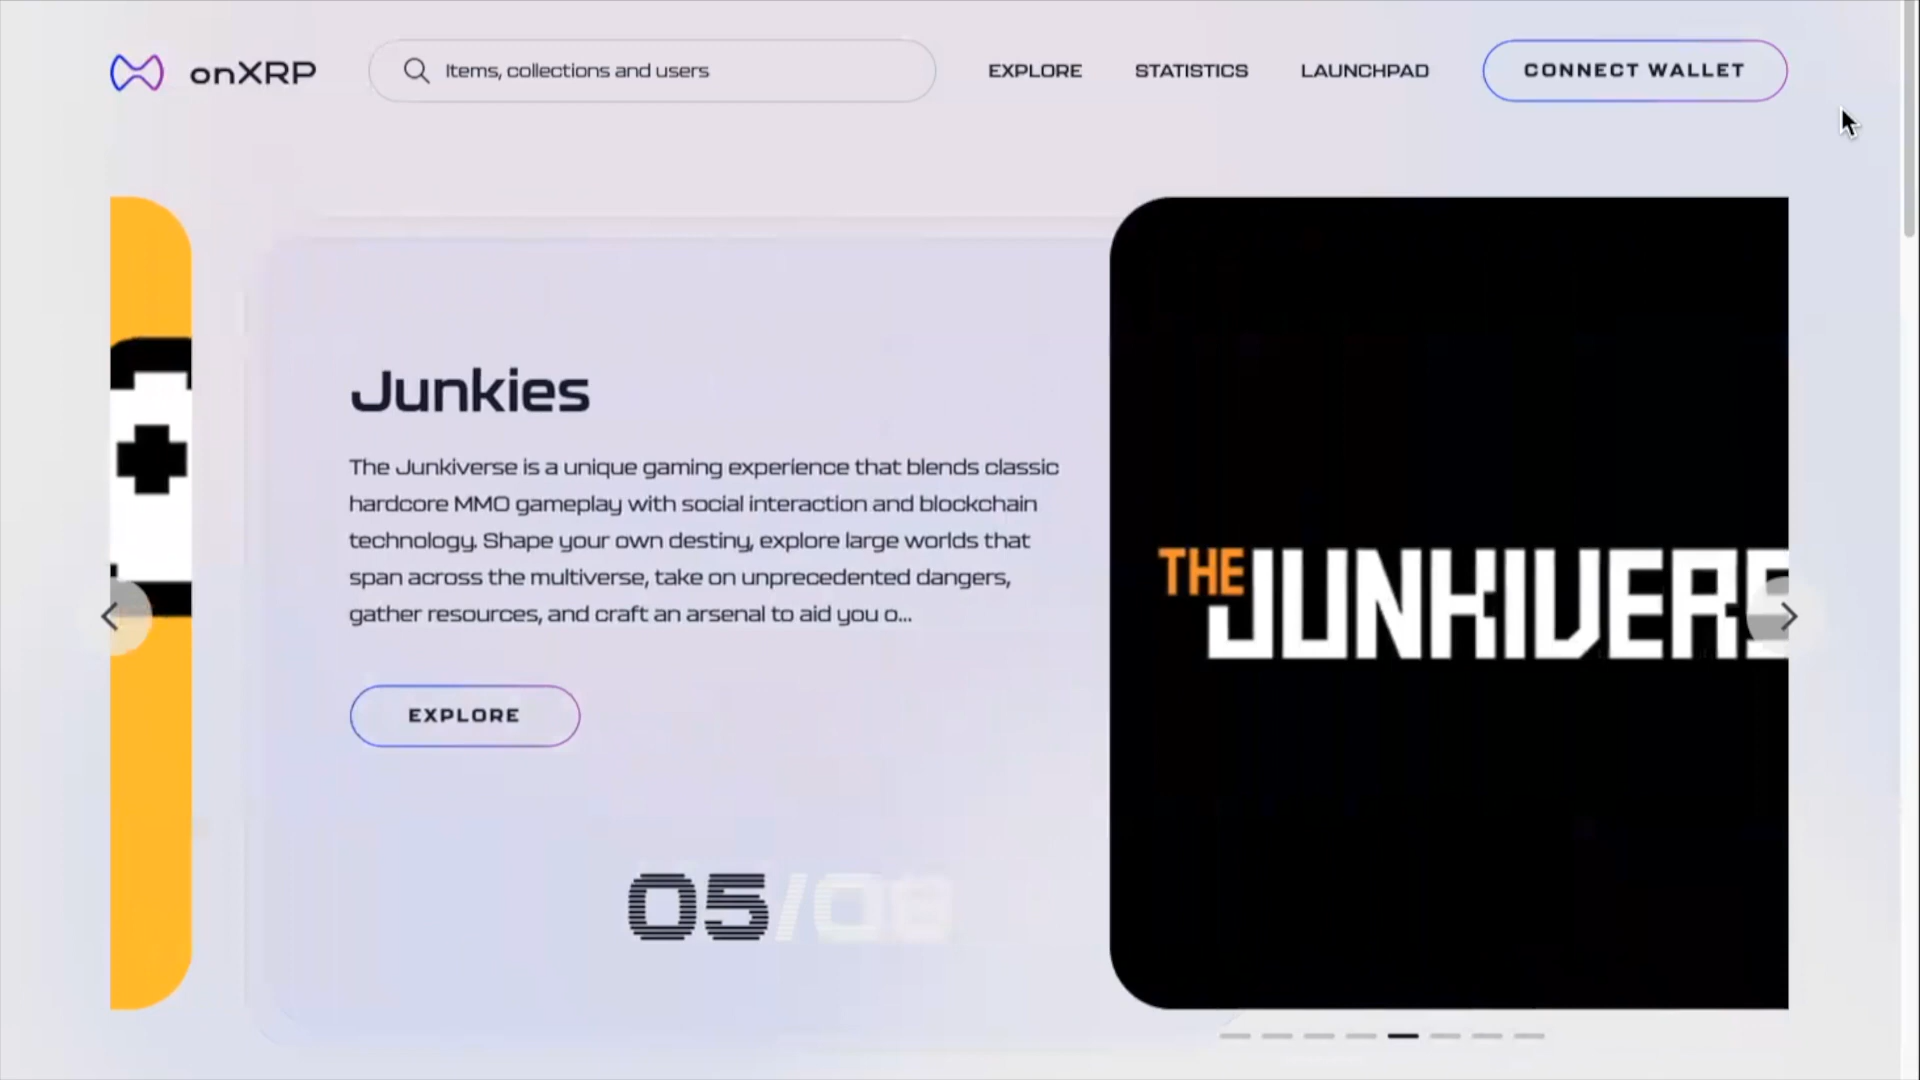 onXRP
Items, collections and users
EXPLORE
STATISTICS
LAUNCHPAD
CONNECT WALLET
Junkies
The Junkiverse is a unique gaming experience that blends classic
hardcore MMO gameplay with social interaction and blockchain
technology. Shape your own destiny, explore large worlds that
span across the multiverse, take on unprecedented dangers,
gather resources, and craft an arsenal to aid you o...
EXPLORE
05/08
THE
JUNKIVERS